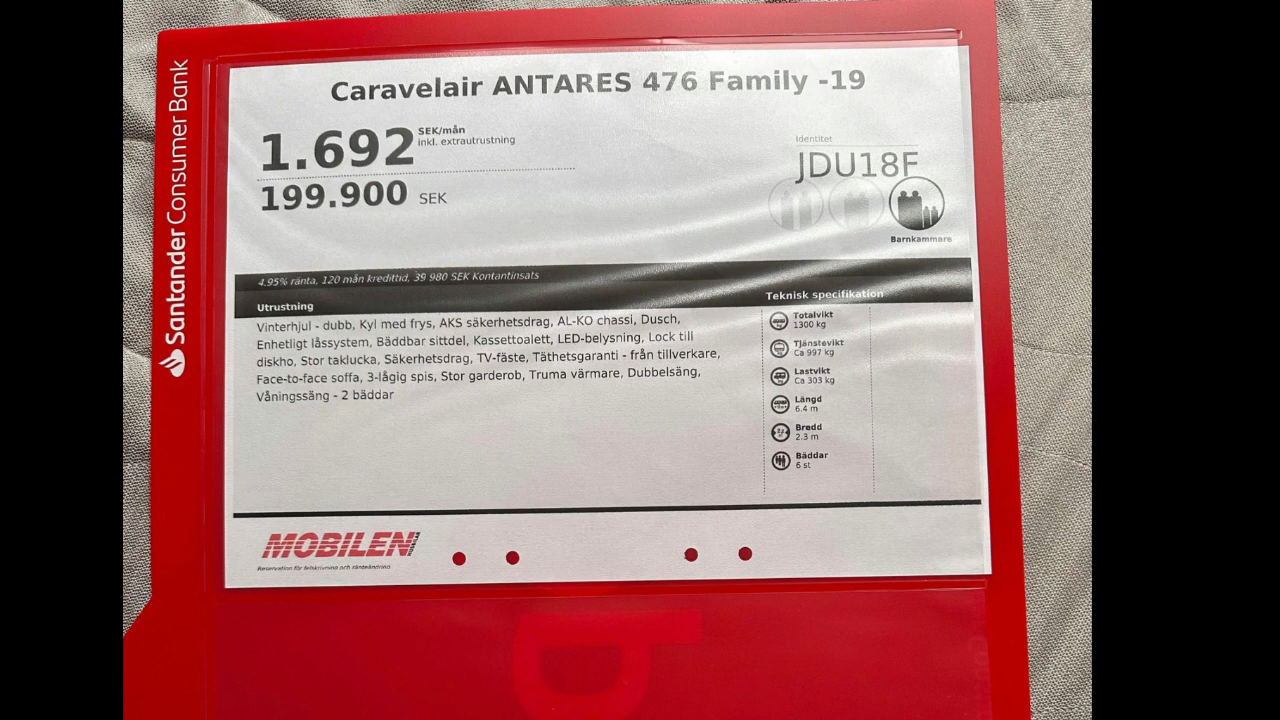 Santander Consumer Bank
Caravelair ANTARES 476 Family -19
1.692 SEK/mån
inkl. extrautrustning
199.900 SEK
Identitet
JDU18F
Barnkammare
4.95% ränta, 120 mån kredittid, 39 980 SEK Kontantinsats
Utrustning
Vinterhjul - dubb, Kyl med frys, AKS säkerhetsdrag, AL-KO chassi, Dusch,
Enhetligt låssystem, Bäddbar sittdel, Kassettoalett, LED-belysning, Lock till
diskho, Stor taklucka, Säkerhetsdrag, TV-fäste, Täthetsgaranti - från tillverkare,
Face-to-face soffa, 3-lågig spis, Stor garderob, Truma värmare, Dubbelsäng,
Våningssäng - 2 bäddar
Teknisk specifikation
Totalvikt
1300 kg
Tjänstevikt
Ca 997 kg
Lastvikt
Ca 303 kg
Längd
6.4 m
Bredd
2.3 m
Bäddar
6 st
MOBILEN
Reservation för felskrivning och ränteändring